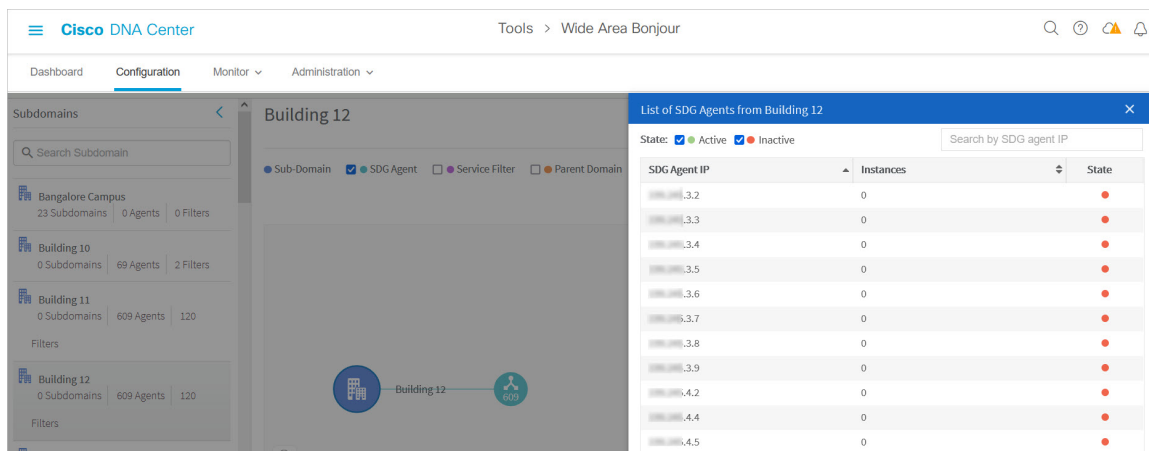 Cisco DNA Center
Tools > Wide Area Bonjour
Dashboard Configuration Monitor Administration
Subdomains
Search Subdomain
Bangalore Campus
23 Subdomains 0 Agents 0 Filters
Building 10
0 Subdomains 69 Agents 2 Filters
Building 11
0 Subdomains 609 Agents 120
Filters
Building 12
0 Subdomains 609 Agents 120
Filters
Building 12
Sub-Domain SDG Agent Service Filter Parent Domain
Building 12
609
List of SDG Agents from Building 12
State: Active Inactive
Search by SDG agent IP
SDG Agent IP Instances State
.3.2 0
.3.3 0
.3.4 0
.3.5 0
.3.6 0
.3.7 0
.3.8 0
.3.9 0
.4.2 0
.4.4 0
.4.5 0